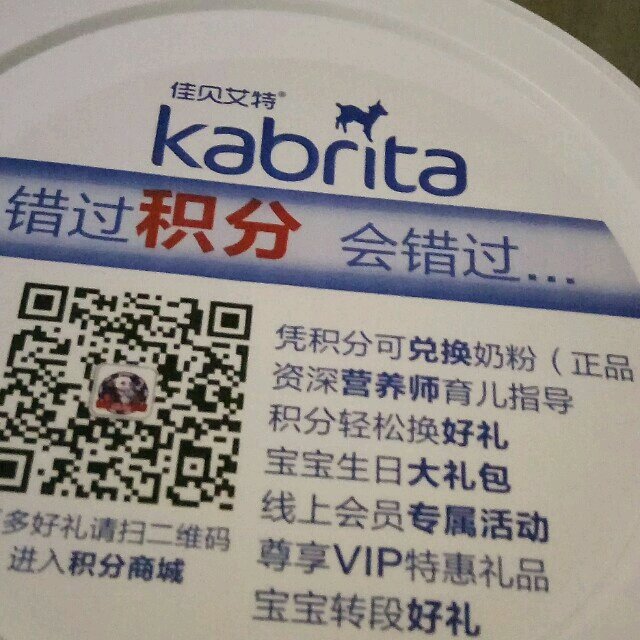 佳贝艾特®
kabrita
错过积分 会错过...
凭积分可兑换奶粉（正品
资深营养师育儿指导
积分轻松换好礼
宝宝生日大礼包
线上会员专属活动
尊享VIP特惠礼品
宝宝转段好礼
多好礼请扫二维码
进入积分商城